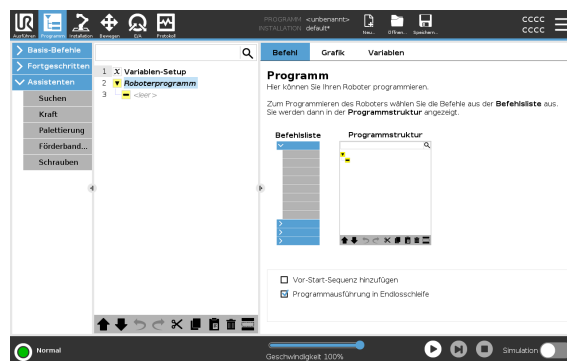 UR
PROGRAMM <unbenannt>
INSTALLATION default*
Ausführen Programm Installation Bewegen E/A Protokoll
Neu... Öffnen... Speichern...
CCCC
CCCC
Basis-Befehle
Fortgeschritten
Assistenten
Suchen
Kraft
Palettierung
Förderband...
Schrauben
1 X Variablen-Setup
2 Roboterprogramm
3 <leer>
Befehl Grafik Variablen
Programm
Hier können Sie Ihren Roboter programmieren.
Zum Programmieren des Roboters wählen Sie die Befehle aus der Befehlsliste aus.
Sie werden dann in der Programmstruktur angezeigt.
Befehlsliste Programmstruktur
Vor-Start-Sequenz hinzufügen
Programmausführung in Endlosschleife
Normal
Geschwindigkeit 100%
Simulation